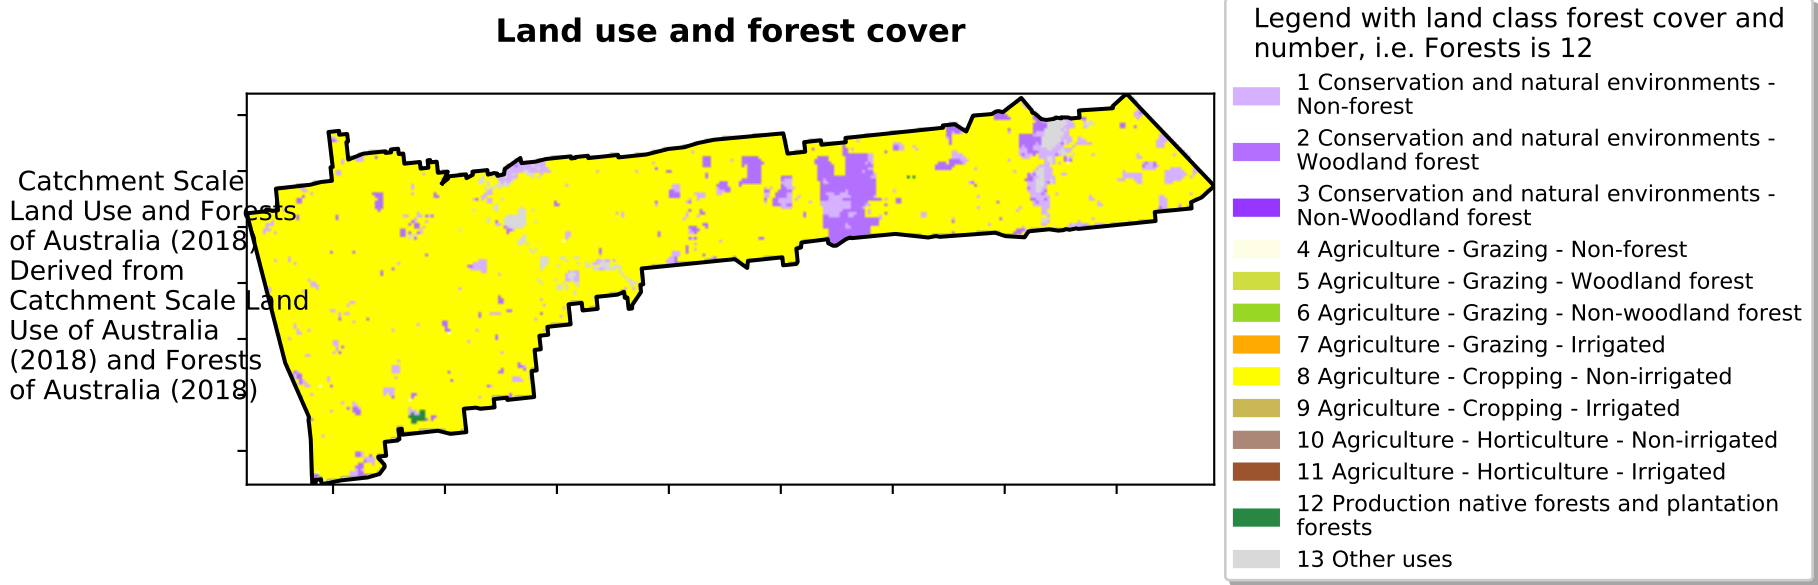 Land use and forest cover
Catchment Scale
Land Use and Forests
of Australia (2018)
Derived from
Catchment Scale Land
Use of Australia
(2018) and Forests
of Australia (2018)
Legend with land class forest cover and
number, i.e. Forests is 12
1 Conservation and natural environments -
Non-forest
2 Conservation and natural environments -
Woodland forest
3 Conservation and natural environments -
Non-Woodland forest
4 Agriculture - Grazing - Non-forest
5 Agriculture - Grazing - Woodland forest
6 Agriculture - Grazing - Non-woodland forest
7 Agriculture - Grazing - Irrigated
8 Agriculture - Cropping - Non-irrigated
9 Agriculture - Cropping - Irrigated
10 Agriculture - Horticulture - Non-irrigated
11 Agriculture - Horticulture - Irrigated
12 Production native forests and plantation
forests
13 Other uses